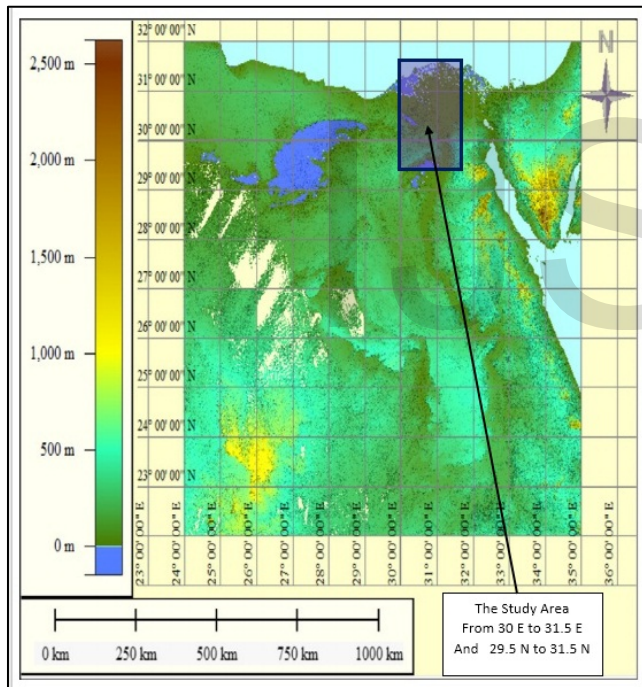 32° 00' 00" N
N
31° 00' 00" N
30° 00' 00" N
29° 00' 00" N
28° 00' 00" N
27° 00' 00" N
26° 00' 00" N
25° 00' 00" N
24° 00' 00" N
23° 00' 00" N
2,500 m
2,000 m
1,500 m
1,000 m
500 m
0 m
23° 00' 00" E
24° 00' 00" E
25° 00' 00" E
26° 00' 00" E
27° 00' 00" E
28° 00' 00" E
29° 00' 00" E
30° 00' 00" E
31° 00' 00" E
32° 00' 00" E
33° 00' 00" E
34° 00' 00" E
35° 00' 00" E
36° 00' 00" E
0 km
250 km
500 km
750 km
1000 km
The Study Area
From 30 E to 31.5 E
And 29.5 N to 31.5 N